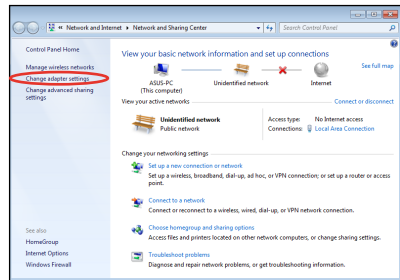 « Network and Internet ▸ Network and Sharing Center
Search Control Panel
Control Panel Home
Manage wireless networks
Change adapter settings
Change advanced sharing
settings
View your basic network information and set up connections
See full map
ASUS-PC
(This computer)
Unidentified network
Internet
View your active networks
Connect or disconnect
Unidentified network
Public network
Access type: No Internet access
Connections: Local Area Connection
Change your networking settings
Set up a new connection or network
Set up a wireless, broadband, dial-up, ad hoc, or VPN connection; or set up a router or access
point.
Connect to a network
Connect or reconnect to a wireless, wired, dial-up, or VPN network connection.
Choose homegroup and sharing options
Access files and printers located on other network computers, or change sharing settings.
Troubleshoot problems
Diagnose and repair network problems, or get troubleshooting information.
See also
HomeGroup
Internet Options
Windows Firewall